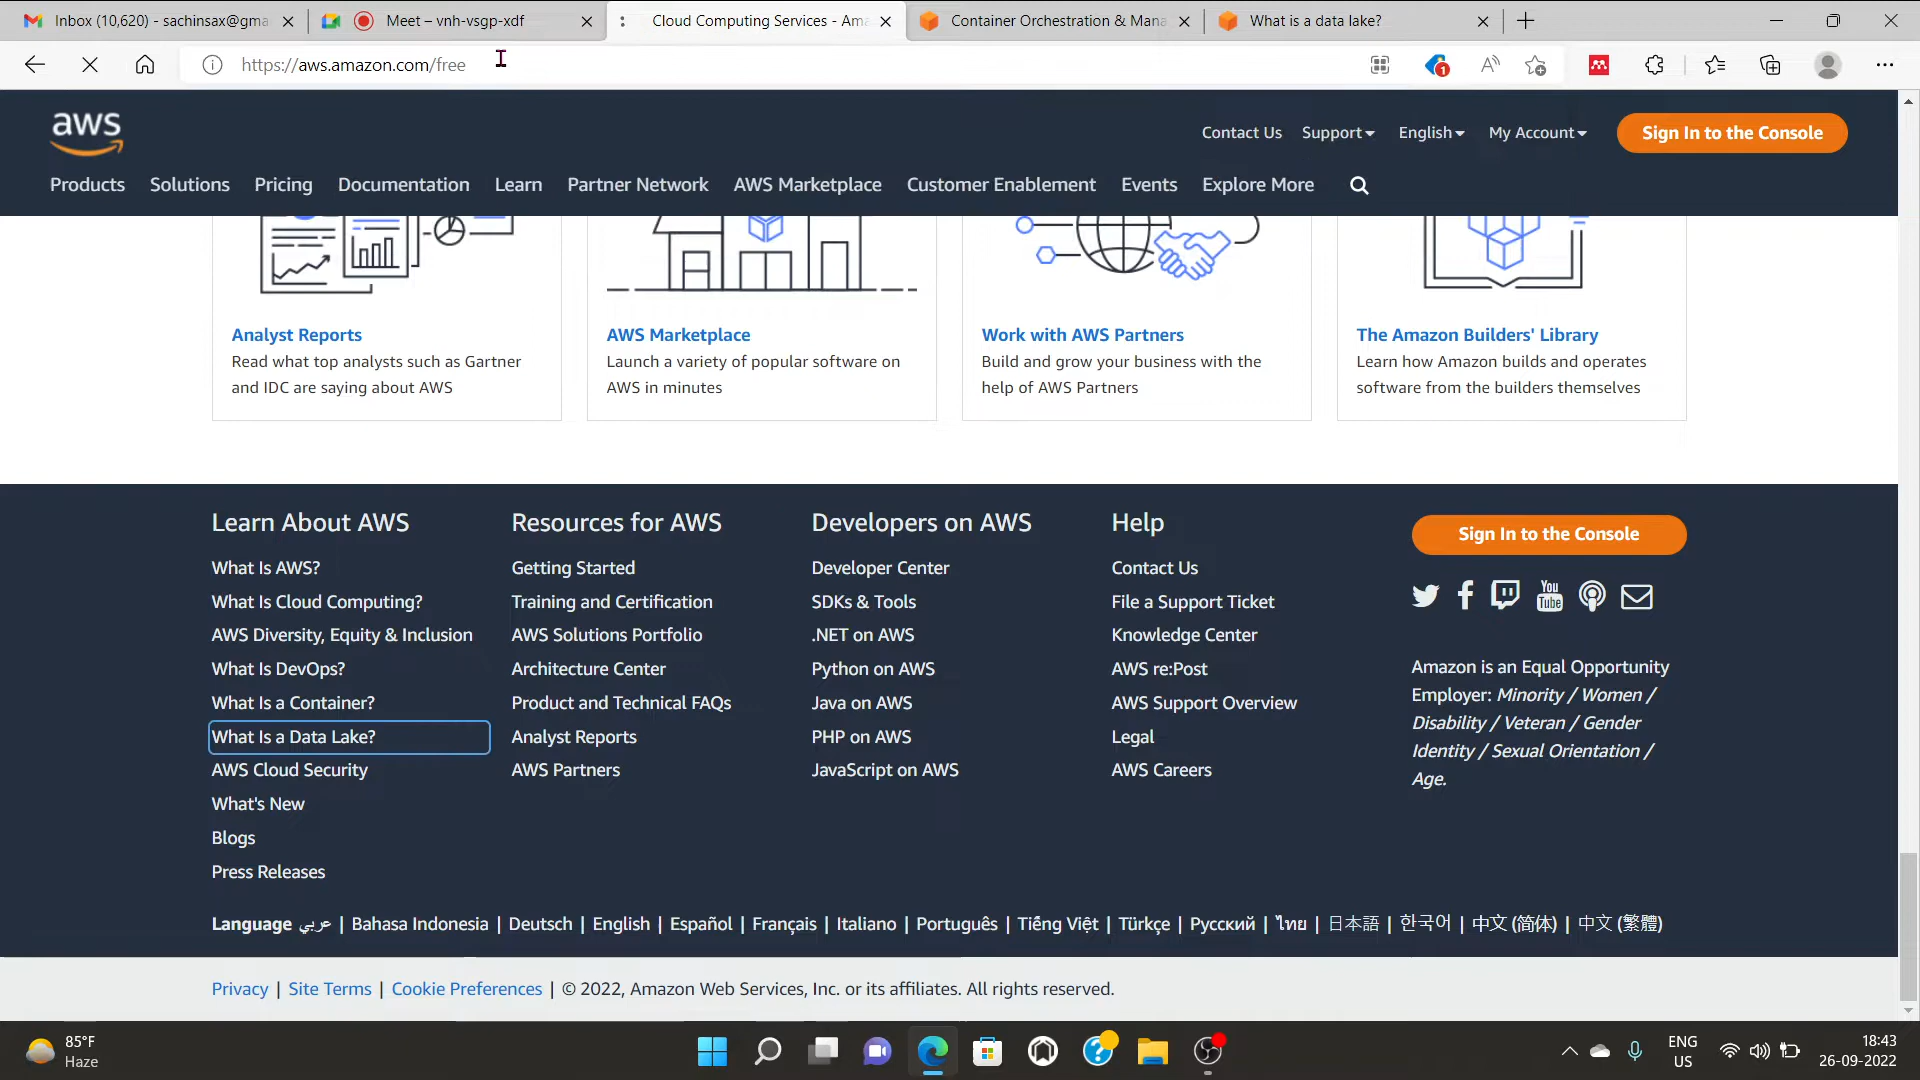 Inbox (10,620) - sachinsax@gma
Meet – vnh-vsgp-xdf
Cloud Computing Services - Ama
Container Orchestration & Mana
What is a data lake?
https://aws.amazon.com/free
1
aws
Contact Us
Support
English
My Account
Sign In to the Console
Products
Solutions
Pricing
Documentation
Learn
Partner Network
AWS Marketplace
Customer Enablement
Events
Explore More
Analyst Reports
Read what top analysts such as Gartner
and IDC are saying about AWS
AWS Marketplace
Launch a variety of popular software on
AWS in minutes
Work with AWS Partners
Build and grow your business with the
help of AWS Partners
The Amazon Builders' Library
Learn how Amazon builds and operates
software from the builders themselves
Learn About AWS
What Is AWS?
What Is Cloud Computing?
AWS Diversity, Equity & Inclusion
What Is DevOps?
What Is a Container?
What Is a Data Lake?
AWS Cloud Security
What's New
Blogs
Press Releases
Resources for AWS
Getting Started
Training and Certification
AWS Solutions Portfolio
Architecture Center
Product and Technical FAQs
Analyst Reports
AWS Partners
Developers on AWS
Developer Center
SDKs & Tools
.NET on AWS
Python on AWS
Java on AWS
PHP on AWS
JavaScript on AWS
Help
Contact Us
File a Support Ticket
Knowledge Center
AWS re:Post
AWS Support Overview
Legal
AWS Careers
Sign In to the Console
You
Tube
Amazon is an Equal Opportunity
Employer: Minority / Women /
Disability / Veteran / Gender
Identity / Sexual Orientation /
Age.
Language عربي | Bahasa Indonesia | Deutsch | English | Español | Français | Italiano | Português | Tiếng Việt | Türkçe | Ρусский | ไทย | 日本語 | 한국어 | 中文 (简体) | 中文 (繁體)
Privacy | Site Terms | Cookie Preferences | © 2022, Amazon Web Services, Inc. or its affiliates. All rights reserved.
85°F
Haze
ENG
US
18:43
26-09-2022